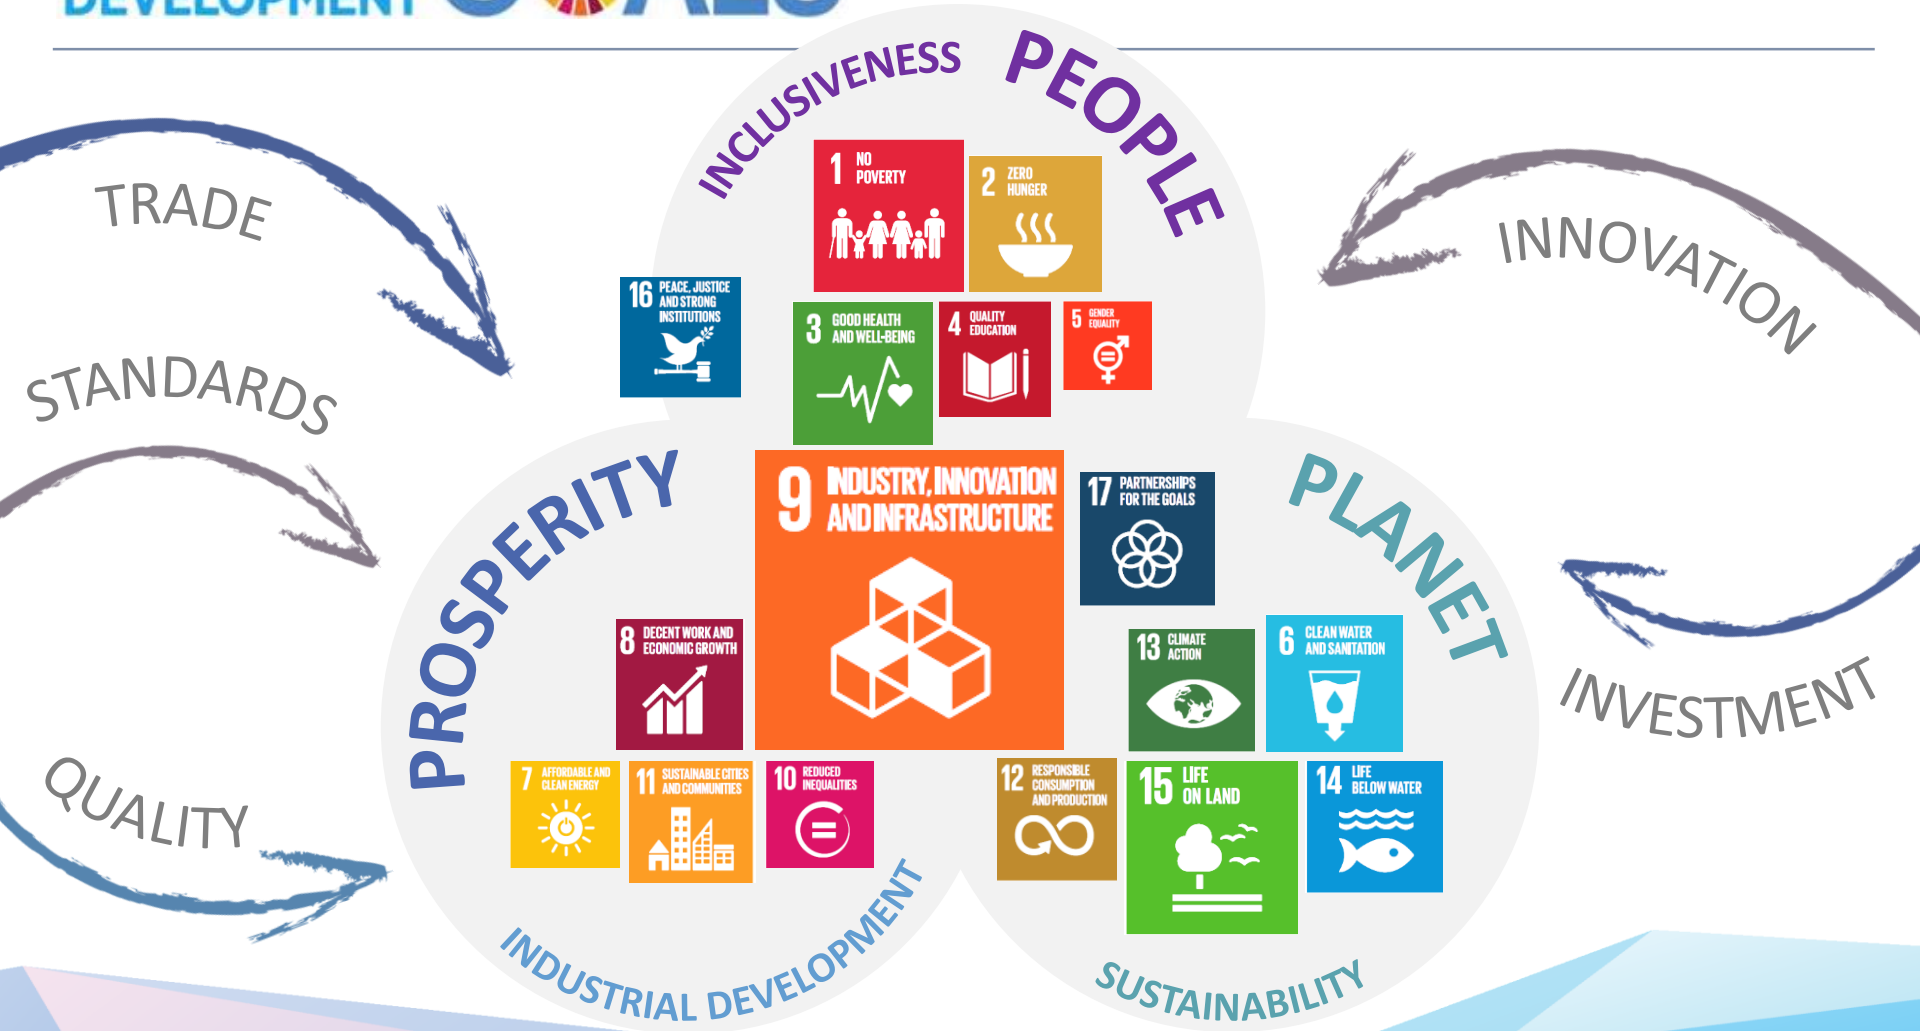 DEVELOPMENT GOALS
INCLUSIVENESS
PEOPLE
1 NO
POVERTY
2 ZERO
HUNGER
TRADE
INNOVATION
16 PEACE, JUSTICE
AND STRONG
INSTITUTIONS
3 GOOD HEALTH
AND WELL-BEING
4 QUALITY
EDUCATION
5 GENDER
EQUALITY
STANDARDS
PROSPERITY
9 INDUSTRY, INNOVATION
AND INFRASTRUCTURE
17 PARTNERSHIPS
FOR THE GOALS
PLANET
8 DECENT WORK AND
ECONOMIC GROWTH
13 CLIMATE
ACTION
6 CLEAN WATER
AND SANITATION
INVESTMENT
QUALITY
7 AFFORDABLE AND
CLEAN ENERGY
11 SUSTAINABLE CITIES
AND COMMUNITIES
10 REDUCED
INEQUALITIES
12 RESPONSIBLE
CONSUMPTION
AND PRODUCTION
15 LIFE
ON LAND
14 LIFE
BELOW WATER
INDUSTRIAL DEVELOPMENT
SUSTAINABILITY